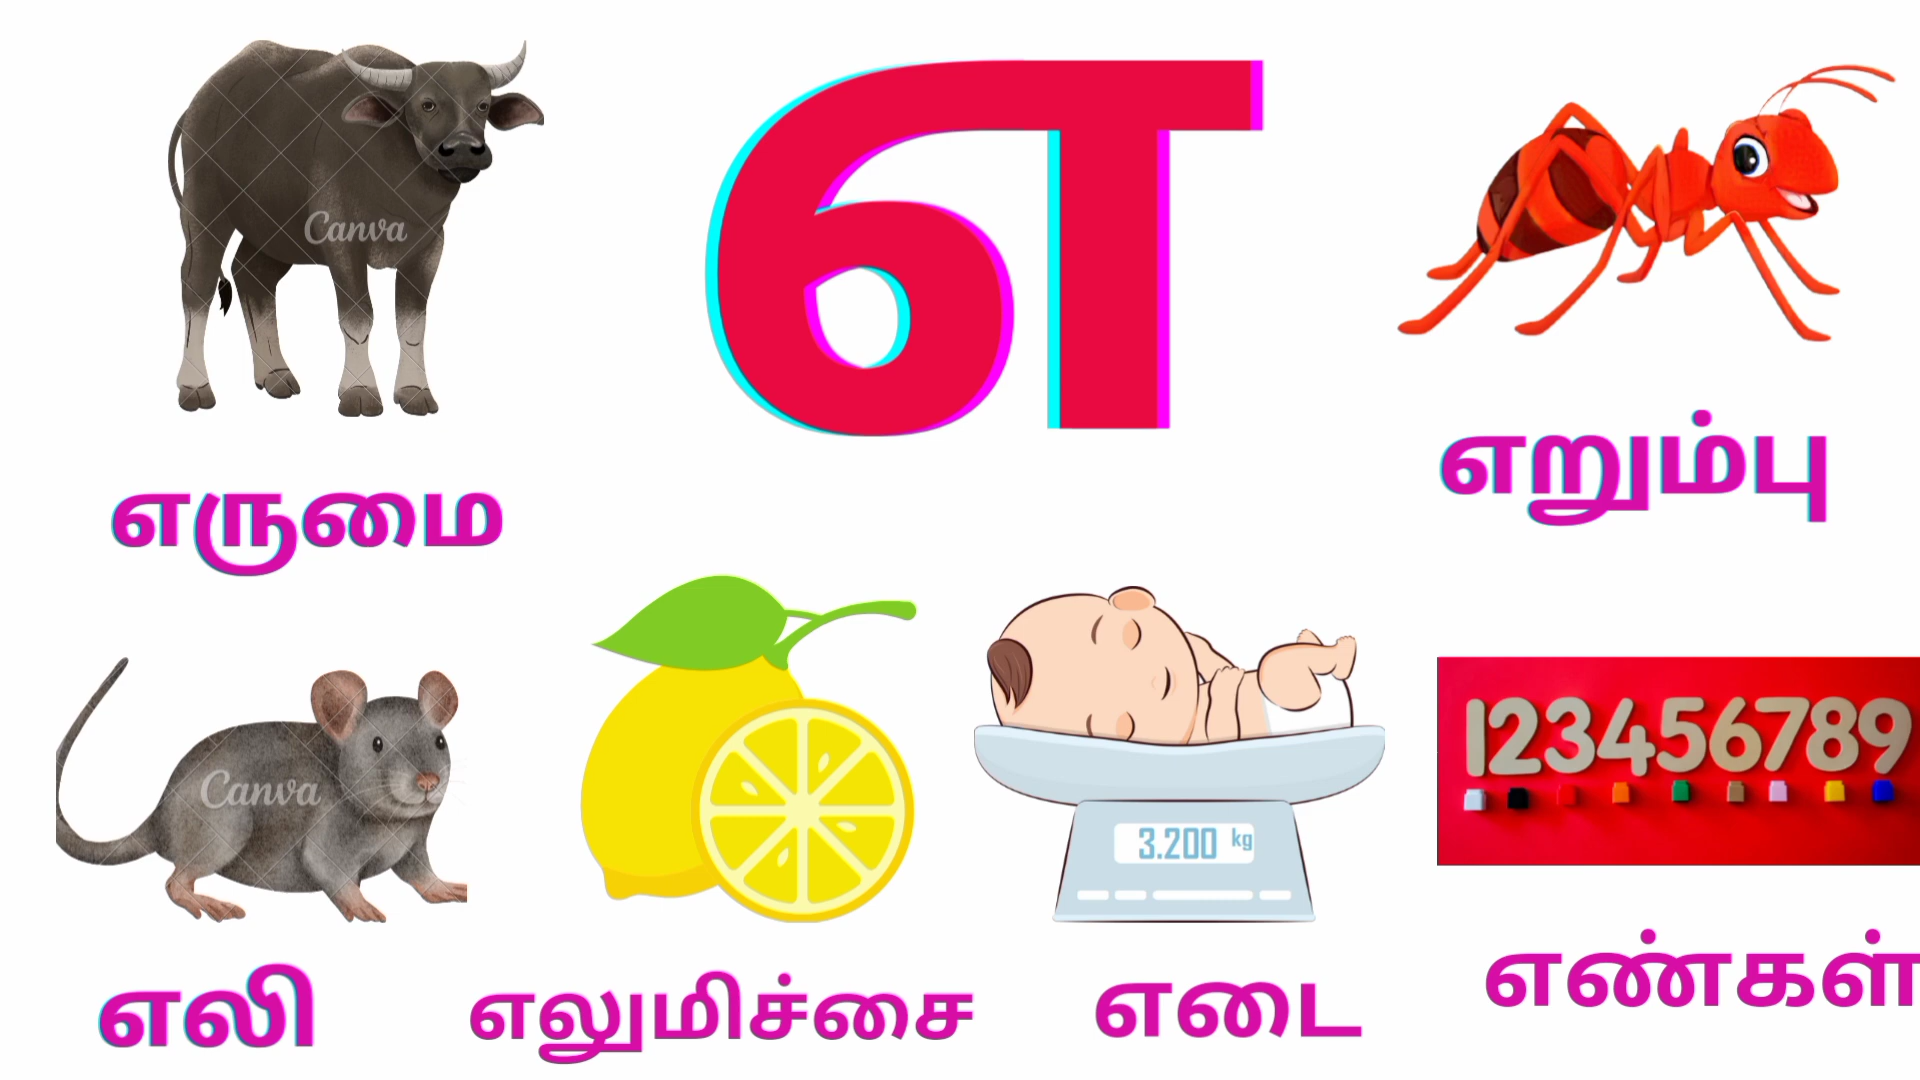 எ
Canva
எருமை
எறும்பு
Canva
3.200 kg
123456789
எலி
எலுமிச்சை
எடை
எண்கள்